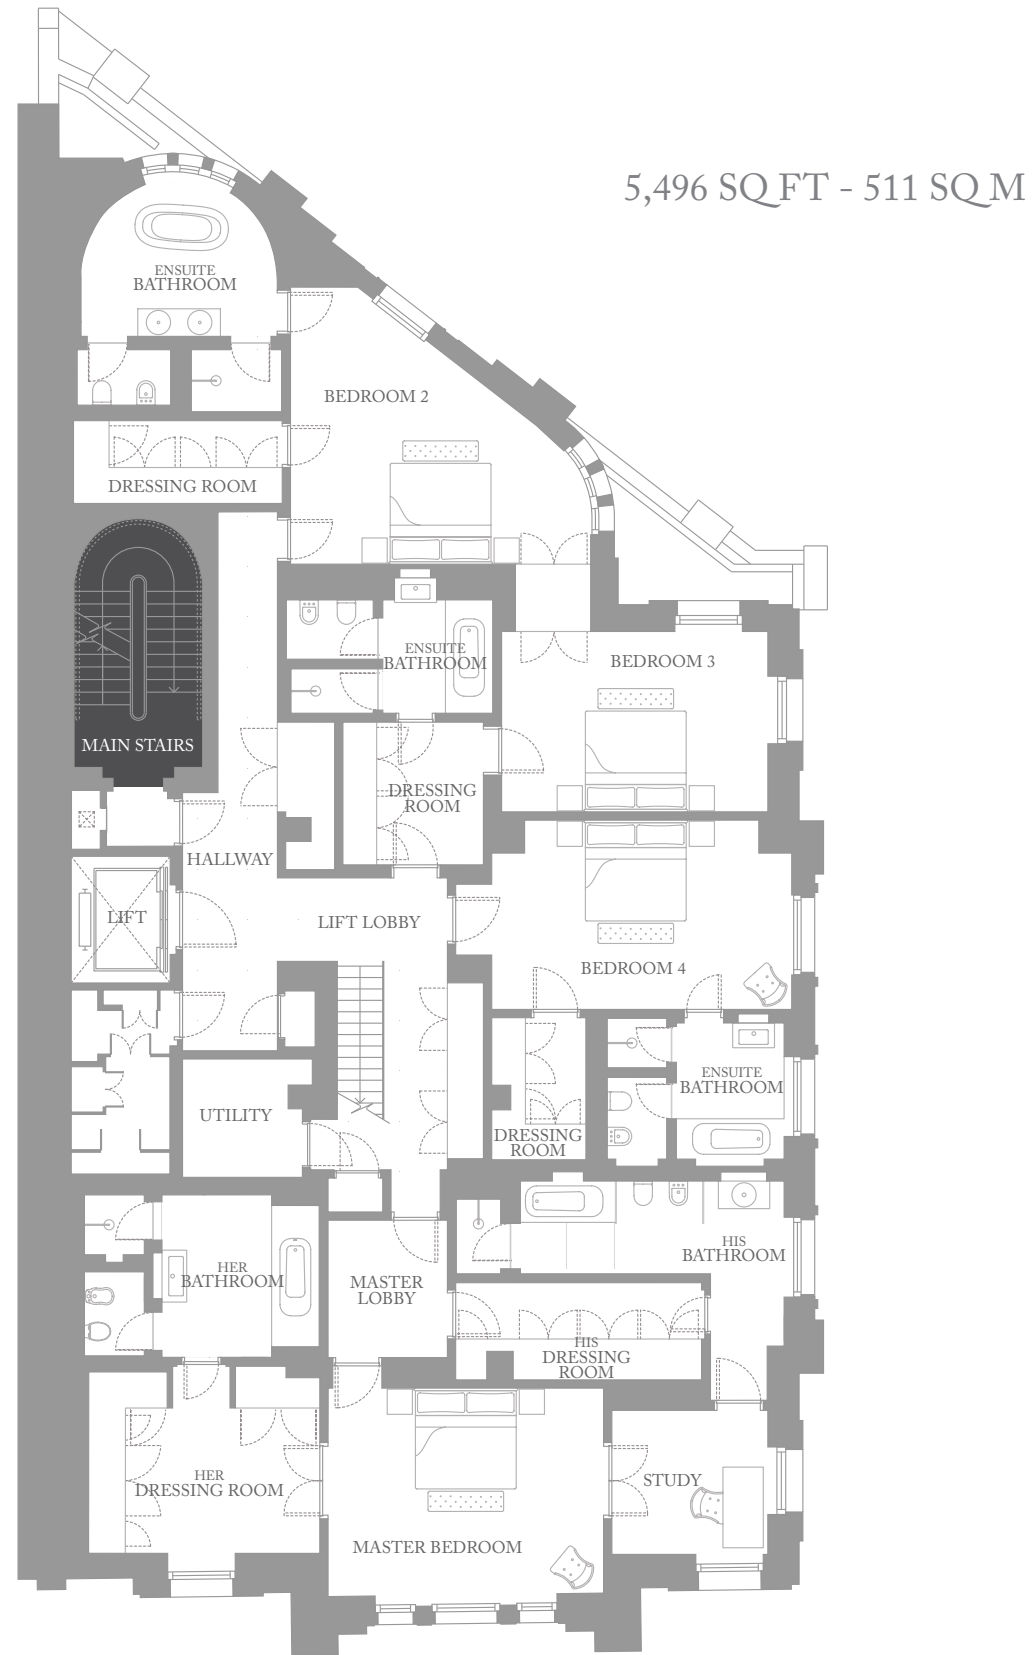 5,496 SQ FT - 511 SQ M
ENSUITE
BATHROOM
BEDROOM 2
DRESSING ROOM
ENSUITE
BATHROOM
BEDROOM 3
MAIN STAIRS
DRESSING
ROOM
HALLWAY
LIFT
LIFT LOBBY
BEDROOM 4
ENSUITE
BATHROOM
UTILITY
DRESSING
ROOM
HIS
BATHROOM
HER
BATHROOM
MASTER
LOBBY
HIS
DRESSING
ROOM
HER
DRESSING ROOM
STUDY
MASTER BEDROOM